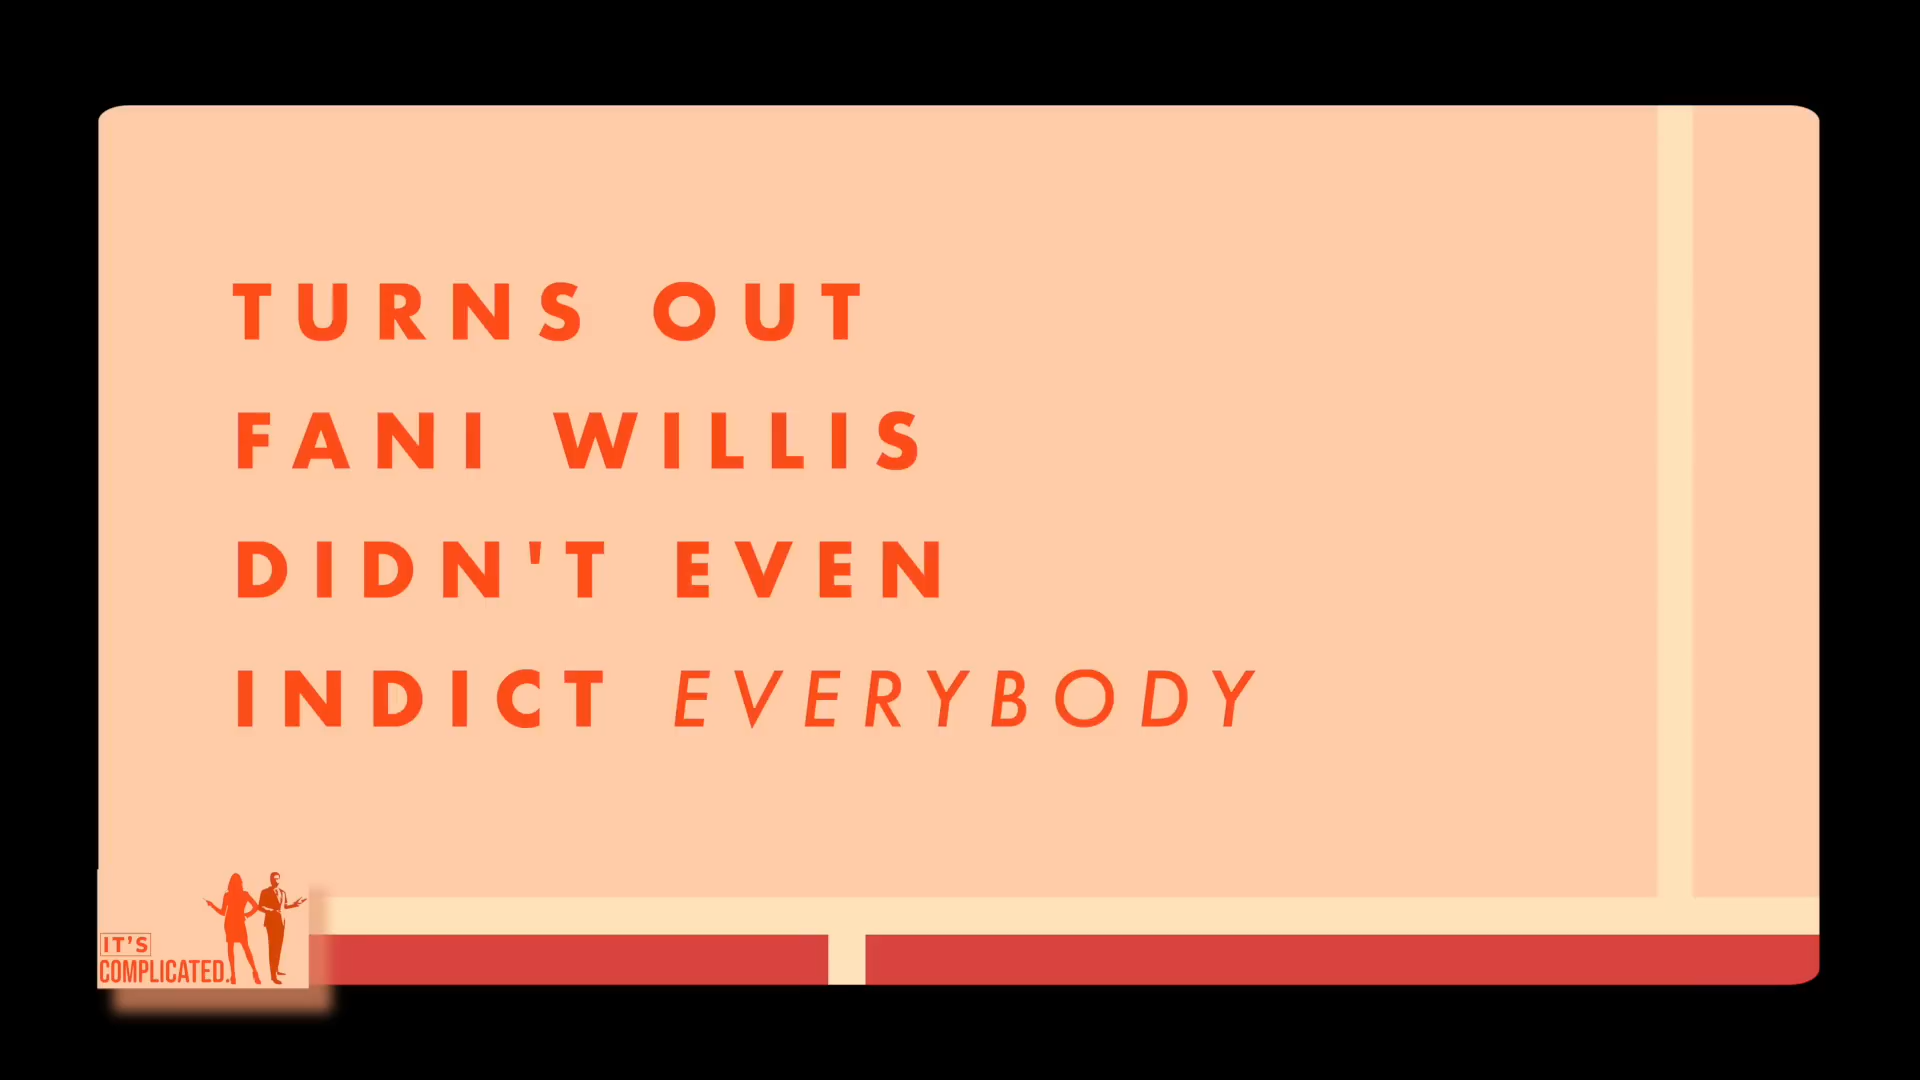 TURNS OUT
FANI WILLIS
DIDN'T EVEN
INDICT EVERYBODY
IT'S
COMPLICATED.